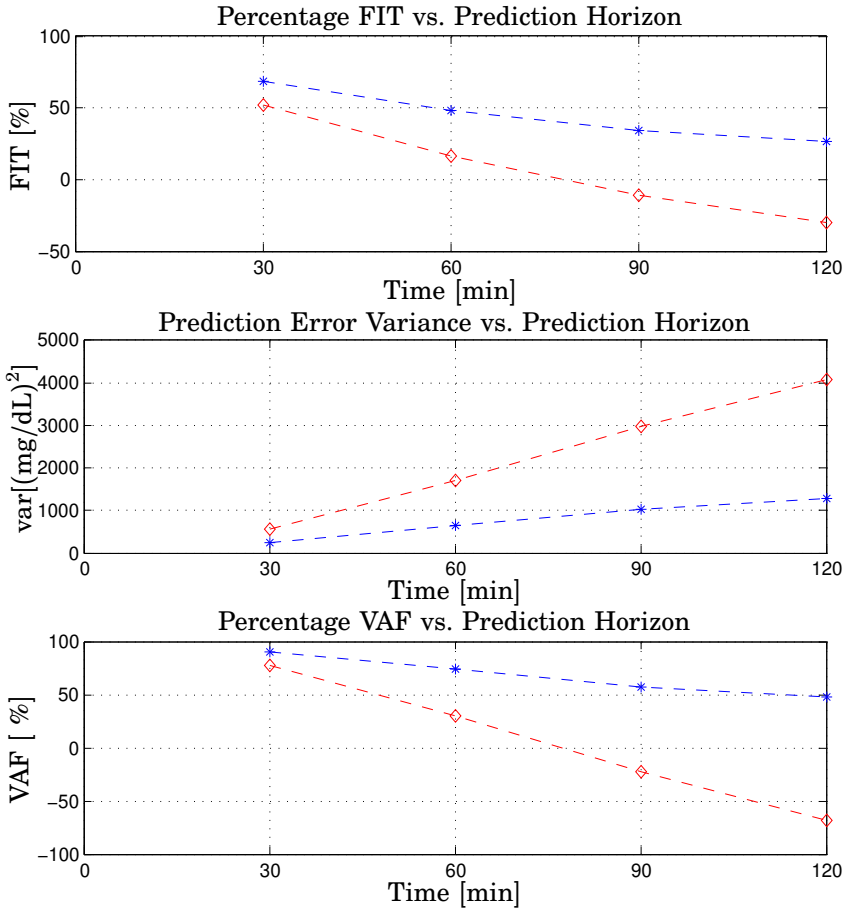 Percentage FIT vs. Prediction Horizon
100
50
0
−50
FIT [%]
0 30 60 90 120
Time [min]
Prediction Error Variance vs. Prediction Horizon
5000
4000
3000
2000
1000
0
var[(mg/dL)²]
0 30 60 90 120
Time [min]
Percentage VAF vs. Prediction Horizon
100
50
0
−50
−100
VAF [ %]
0 30 60 90 120
Time [min]